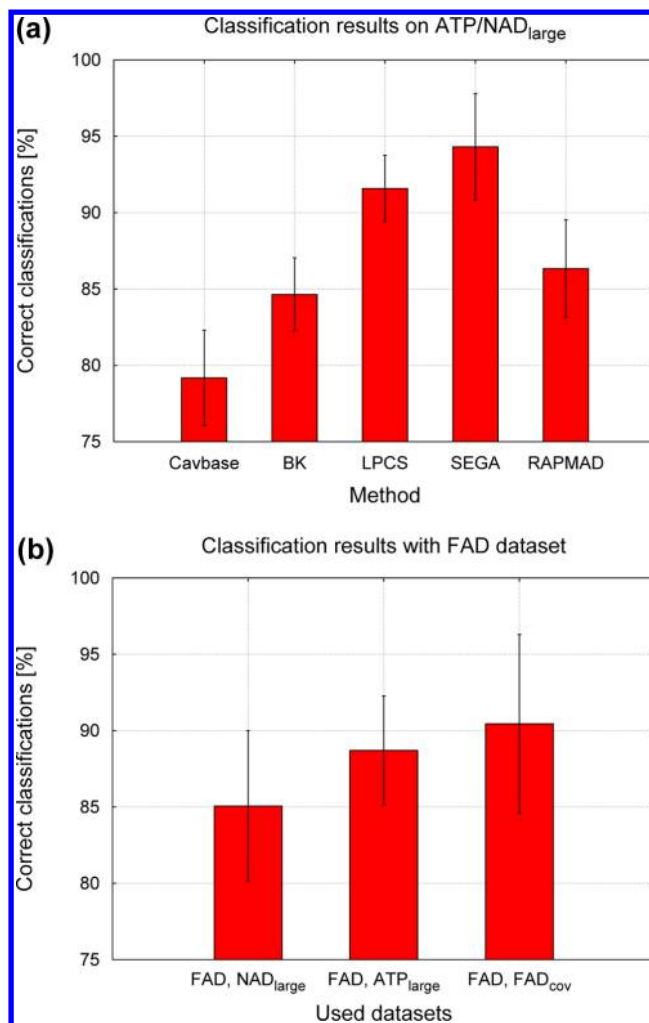 (a) Classification results on ATP/NADlarge
100
95
90
85
80
75
Correct classifications [%]
Cavbase BK LPCS SEGA RAPMAD
Method
(b) Classification results with FAD dataset
100
95
90
85
80
75
Correct classifications [%]
FAD, NADlarge FAD, ATPlarge FAD, FADcov
Used datasets